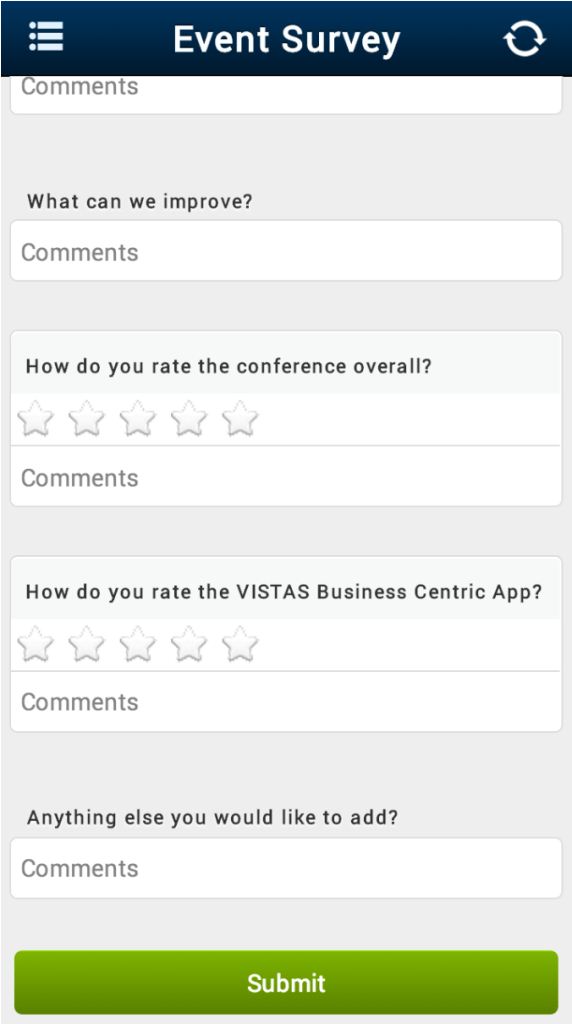 Event Survey
Comments
What can we improve?
Comments
How do you rate the conference overall?
Comments
How do you rate the VISTAS Business Centric App?
Comments
Anything else you would like to add?
Comments
Submit